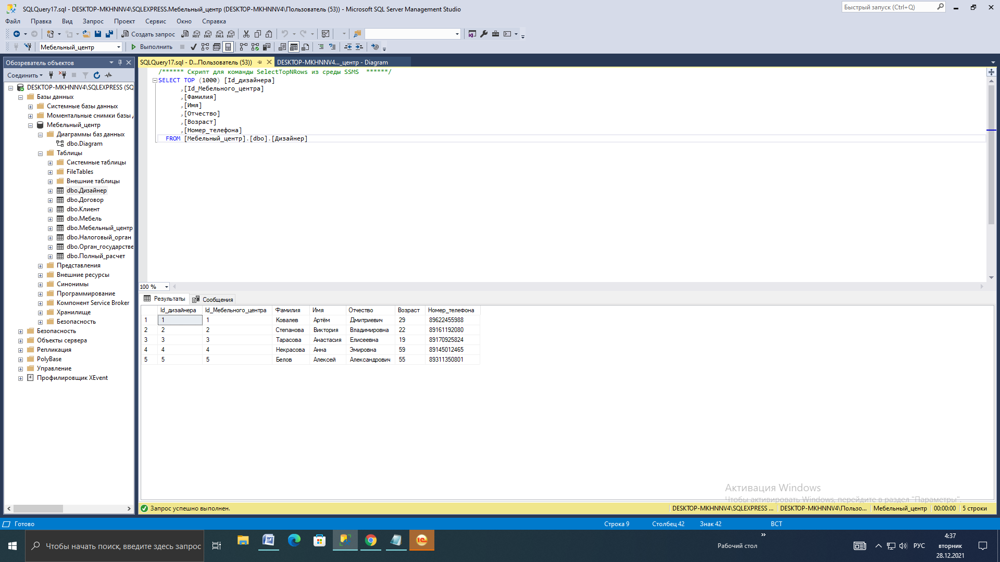 SQLQuery17.sql - DESKTOP-MKHNNV4\SQLEXPRESS.Мебельный_центр (DESKTOP-MKHNNV4\Пользователь (53)) - Microsoft SQL Server Management Studio
Быстрый запуск (Ctrl+Q)
Файл Правка Вид Запрос Проект Сервис Окно Справка
Создать запрос MDX DMX XMLA DAX
Мебельный_центр Выполнить
Обозреватель объектов
SQLQuery17.sql - D...Пользователь (53)) DESKTOP-MKHNNV4..._центр - Diagram
Соединить
DESKTOP-MKHNNV4\SQLEXPRESS (SQ
Базы данных
Системные базы данных
Моментальные снимки базы
Мебельный_центр
Диаграммы баз данных
dbo.Diagram
Таблицы
Системные таблицы
FileTables
Внешние таблицы
dbo.Дизайнер
dbo.Договор
dbo.Клиент
dbo.Мебель
dbo.Мебельный_центр
dbo.Налоговый_орган
dbo.Орган_государстве
dbo.Полный_расчет
Представления
Внешние ресурсы
Синонимы
Программирование
Компонент Service Broker
Хранилище
Безопасность
Безопасность
Объекты сервера
Репликация
PolyBase
Управление
Профилировщик XEvent
/****** Скрипт для команды SelectTopNRows из среды SSMS  ******/
SELECT TOP (1000) [Id_дизайнера]
,[Id_Мебельного_центра]
,[Фамилия]
,[Имя]
,[Отчество]
,[Возраст]
,[Номер_телефона]
FROM [Мебельный_центр].[dbo].[Дизайнер]
100 %
Результаты Сообщения
Id_дизайнера Id_Мебельного_центра Фамилия Имя Отчество Возраст Номер_телефона
1 1 1 Ковалев Артём Дмитриевич 29 89622455988
2 2 2 Степанова Виктория Владимировна 22 89161192080
3 3 3 Тарасова Анастасия Елисеевна 19 89170925824
4 4 4 Некрасова Анна Эмировна 59 89145012465
5 5 5 Белов Алексей Александрович 55 89311350801
Активация Windows
Чтобы активировать Windows, перейдите в раздел "Параметры".
Запрос успешно выполнен. DESKTOP-MKHNNV4\SQLEXPRESS ... DESKTOP-MKHNNV4\Пользо... Мебельный_центр 00:00:00 5 строки
Готово Строка 9 Столбец 42 Знак 42 ВСТ
Чтобы начать поиск, введите здесь запрос
Рабочий стол
»
РУС
4:37
вторник
28.12.2021